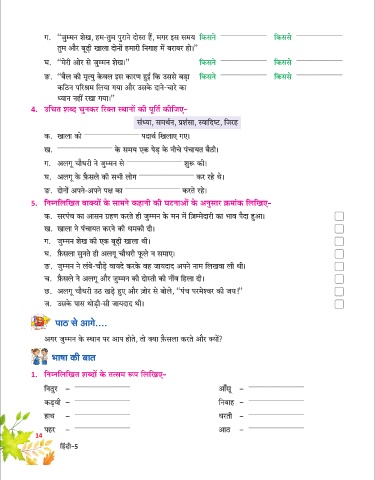 ग. "जुम्मन शेख, हम-तुम पुराने दोस्त हैं, मगर इस समय किसने किससे
तुम और बूढ़ी खाला दोनों हमारी निगाह में बराबर हो।"
घ. "मेरी ओर से जुम्मन शेख।" किसने किससे
ङ. "बैल की मृत्यु केवल इस कारण हुई कि उससे बड़ा किसने किससे
कठिन परिश्रम लिया गया और उसके दाने-चारे का
ध्यान नहीं रखा गया।"
4. उचित शब्द चुनकर रिक्त स्थानों की पूर्ति कीजिए-
संध्या, समर्थन, प्रशंसा, स्वादिष्ट, जिरह
क. खाला को पदार्थ खिलाए गए।
ख. के समय एक पेड़ के नीचे पंचायत बैठी।
ग. अलगू चौधरी ने जुम्मन से शुरू की।
घ. अलगू के फ़ैसले की सभी लोग कर रहे थे।
ङ. दोनों अपने-अपने पक्ष का करते रहे।
5. निम्नलिखित वाक्यों के सामने कहानी की घटनाओं के अनुसार क्रमांक लिखिए-
क. सरपंच का आसन ग्रहण करते ही जुम्मन के मन में ज़िम्मेदारी का भाव पैदा हुआ।
ख. खाला ने पंचायत करने की धमकी दी।
ग. जुम्मन शेख की एक बूढ़ी खाला थी।
घ. फ़ैसला सुनते ही अलगू चौधरी फूले न समाए।
ङ. जुम्मन ने लंबे-चौड़े वायदे करके वह जायदाद अपने नाम लिखवा ली थी।
च. फ़ैसले ने अलगू और जुम्मन की दोस्ती की नींव हिला दी।
छ. अलगू चौधरी उठ खड़े हुए और ज़ोर से बोले, "पंच परमेश्वर की जय!"
ज. उसके पास थोड़ी-सी जायदाद थी।
पाठ से आगे....
अगर जुम्मन के स्थान पर आप होते, तो क्या फ़ैसला करते और क्यों?
भाषा की बात
1. निम्नलिखित शब्दों के तत्सम रूप लिखिए-
निठुर - आँसू -
कड़वी - निबाह -
हाथ - धरती -
पहर - आठ -
14
हिंदी-5